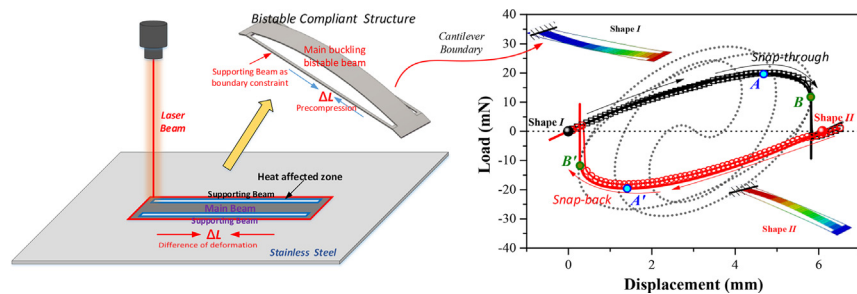 Bistable Compliant Structure
Laser
Beam
Main buckling
bistable beam
Supporting Beam as
boundary constraint
ΔL
Precompression
Cantilever
Boundary
Heat affected zone
Supporting Beam
Main Beam
Supporting Beam
ΔL
Difference of deformation
Stainless Steel
Load (mN)
40
30
20
10
0
-10
-20
-30
-40
Shape I
Snap-through
A
B
Shape I
Shape II
B'
A'
Snap-back
Shape II
0
2
4
6
Displacement (mm)